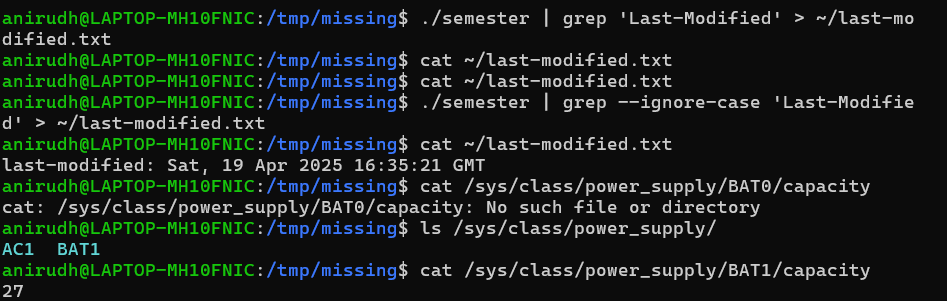 anirudh@LAPTOP-MH10FNIC:/tmp/missing$ ./semester | grep 'Last-Modified' > ~/last-mo
dified.txt
anirudh@LAPTOP-MH10FNIC:/tmp/missing$ cat ~/last-modified.txt
anirudh@LAPTOP-MH10FNIC:/tmp/missing$ cat ~/last-modified.txt
anirudh@LAPTOP-MH10FNIC:/tmp/missing$ ./semester | grep --ignore-case 'Last-Modifie
d' > ~/last-modified.txt
anirudh@LAPTOP-MH10FNIC:/tmp/missing$ cat ~/last-modified.txt
last-modified: Sat, 19 Apr 2025 16:35:21 GMT
anirudh@LAPTOP-MH10FNIC:/tmp/missing$ cat /sys/class/power_supply/BAT0/capacity
cat: /sys/class/power_supply/BAT0/capacity: No such file or directory
anirudh@LAPTOP-MH10FNIC:/tmp/missing$ ls /sys/class/power_supply/
AC1  BAT1
anirudh@LAPTOP-MH10FNIC:/tmp/missing$ cat /sys/class/power_supply/BAT1/capacity
27